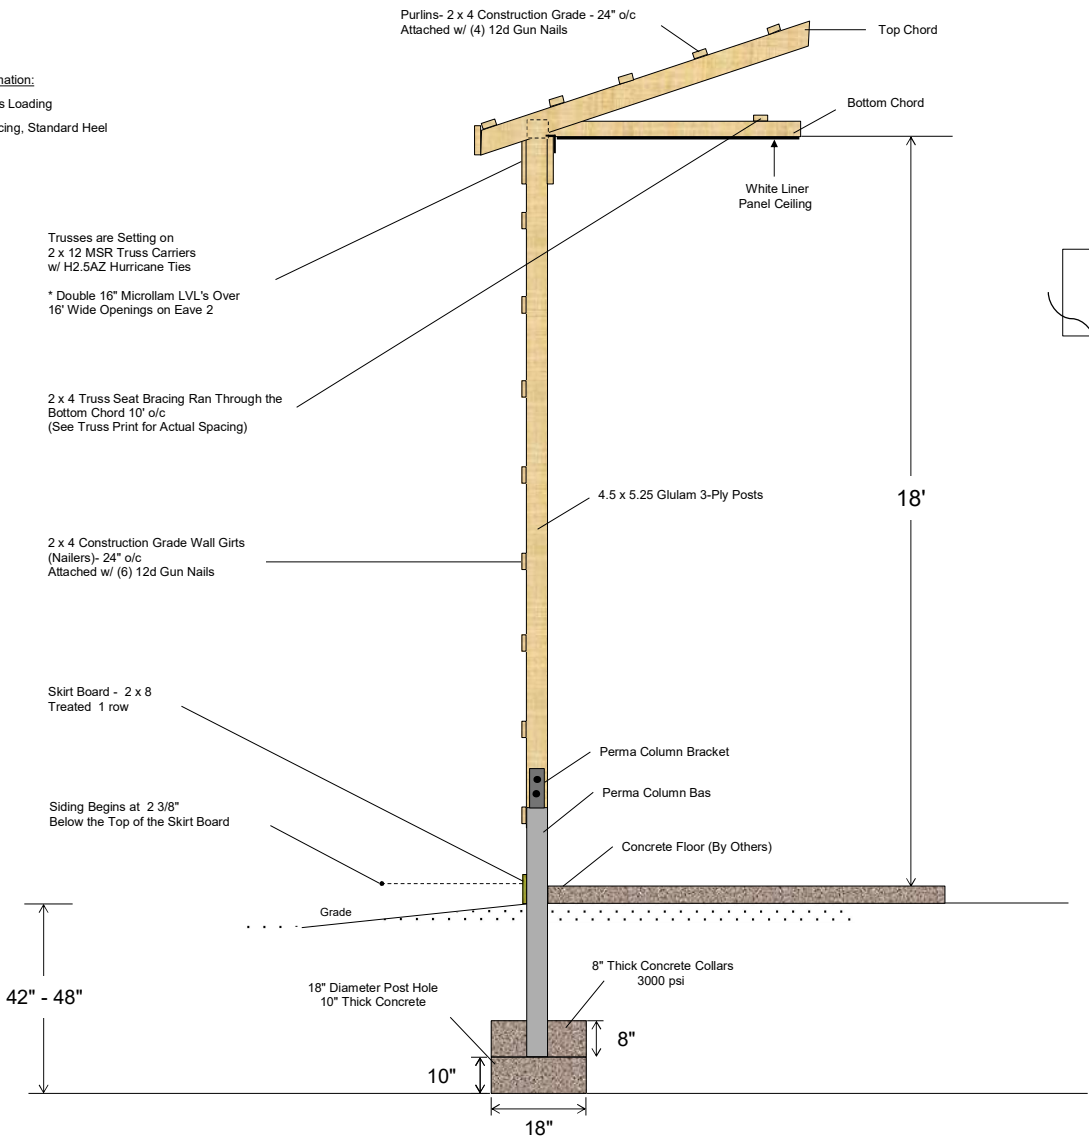 Purlins- 2 x 4 Construction Grade - 24" o/c
Attached w/ (4) 12d Gun Nails
Top Chord
nation:
s Loading
cing, Standard Heel
Bottom Chord
White Liner
Panel Ceiling
Trusses are Setting on
2 x 12 MSR Truss Carriers
w/ H2.5AZ Hurricane Ties
* Double 16" Microllam LVL's Over
16' Wide Openings on Eave 2
2 x 4 Truss Seat Bracing Ran Through the
Bottom Chord 10' o/c
(See Truss Print for Actual Spacing)
4.5 x 5.25 Glulam 3-Ply Posts
18'
2 x 4 Construction Grade Wall Girts
(Nailers)- 24" o/c
Attached w/ (6) 12d Gun Nails
Skirt Board - 2 x 8
Treated 1 row
Perma Column Bracket
Perma Column Bas
Siding Begins at 2 3/8"
Below the Top of the Skirt Board
Concrete Floor (By Others)
Grade
42" - 48"
18" Diameter Post Hole
10" Thick Concrete
8" Thick Concrete Collars
3000 psi
8"
10"
18"